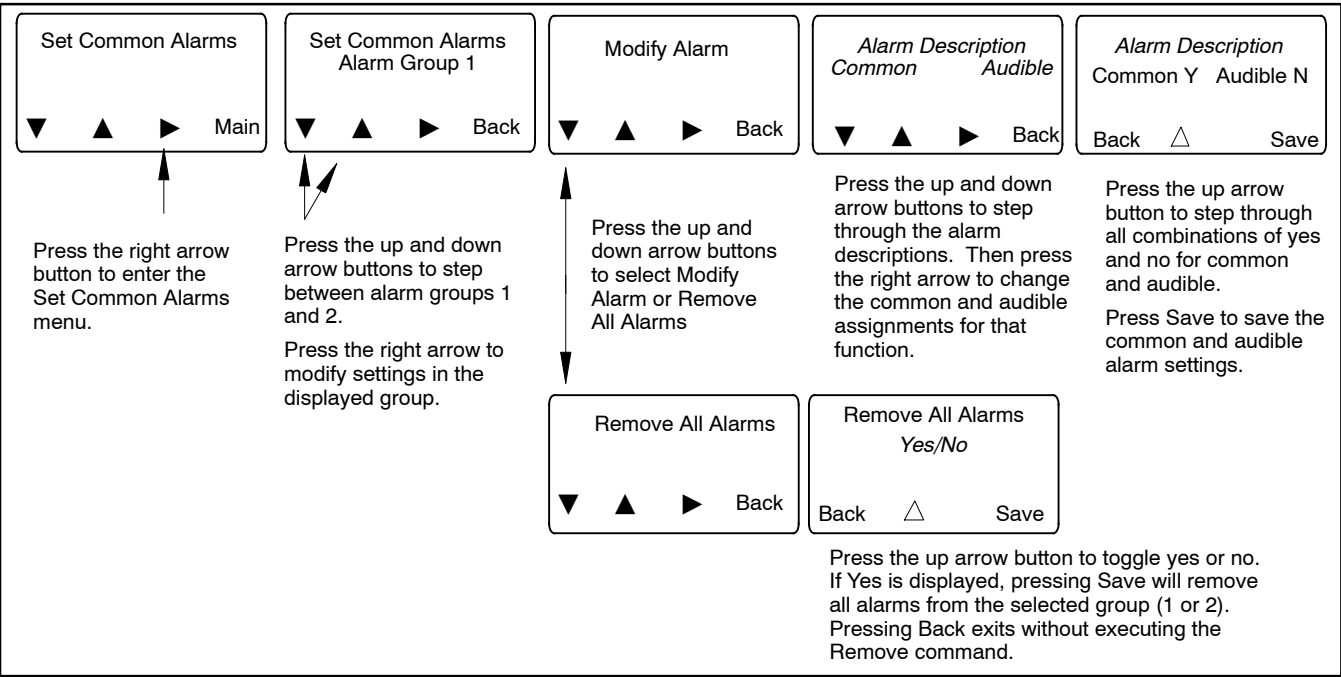 Set Common Alarms
▼ ▲ ▶ Main
Press the right arrow
button to enter the
Set Common Alarms
menu.
Set Common Alarms
Alarm Group 1
▼ ▲ ▶ Back
Press the up and down
arrow buttons to step
between alarm groups 1
and 2.
Press the right arrow to
modify settings in the
displayed group.
Modify Alarm
▼ ▲ ▶ Back
Press the up and
down arrow buttons
to select Modify
Alarm or Remove
All Alarms
Alarm Description
Common Audible
▼ ▲ ▶ Back
Press the up and down
arrow buttons to step
through the alarm
descriptions. Then press
the right arrow to change
the common and audible
assignments for that
function.
Alarm Description
Common Y Audible N
Back △ Save
Press the up arrow
button to step through
all combinations of yes
and no for common
and audible.
Press Save to save the
common and audible
alarm settings.
Remove All Alarms
▼ ▲ ▶ Back
Remove All Alarms
Yes/No
Back △ Save
Press the up arrow button to toggle yes or no.
If Yes is displayed, pressing Save will remove
all alarms from the selected group (1 or 2).
Pressing Back exits without executing the
Remove command.